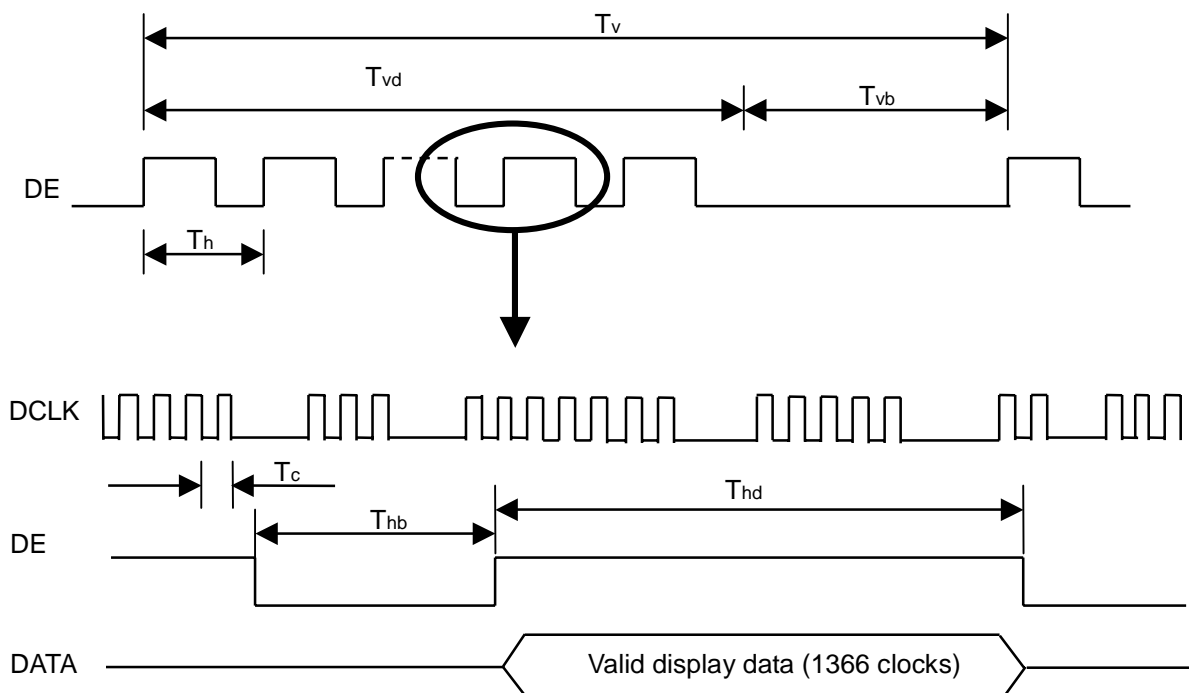 Tv
Tvd
Tvb
DE
Th
DCLK
Tc
Thd
Thb
DE
DATA
Valid display data (1366 clocks)